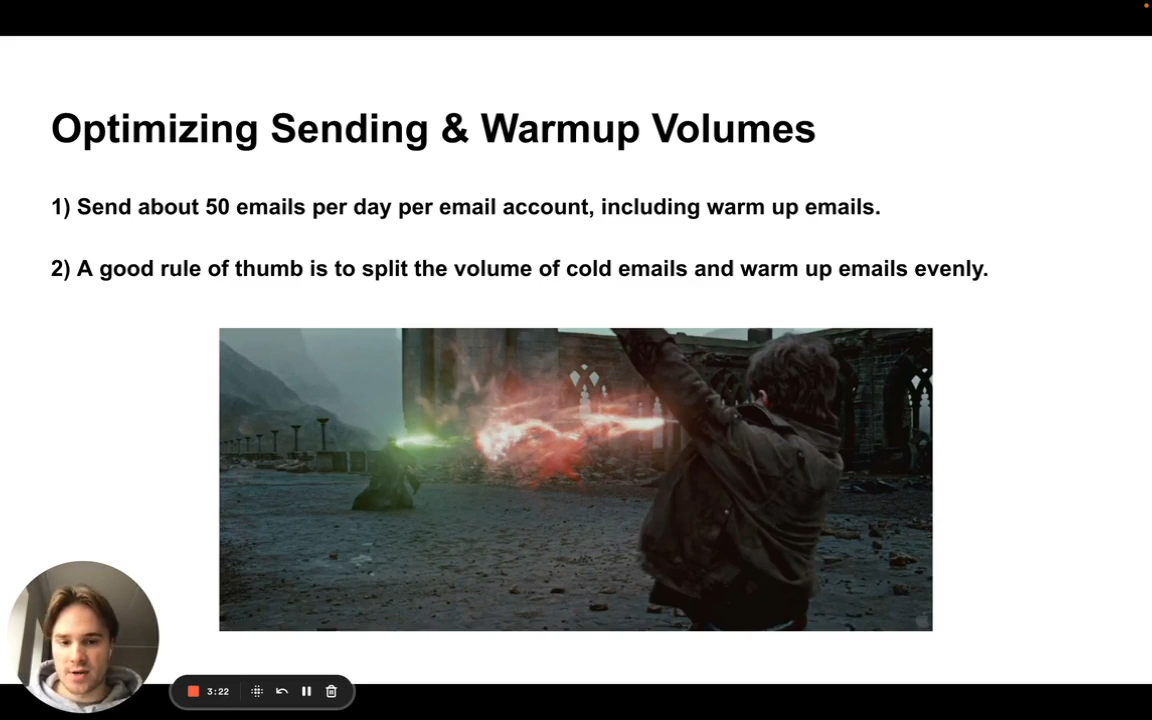 Optimizing Sending & Warmup Volumes
1) Send about 50 emails per day per email account, including warm up emails.
2) A good rule of thumb is to split the volume of cold emails and warm up emails evenly.
3:22